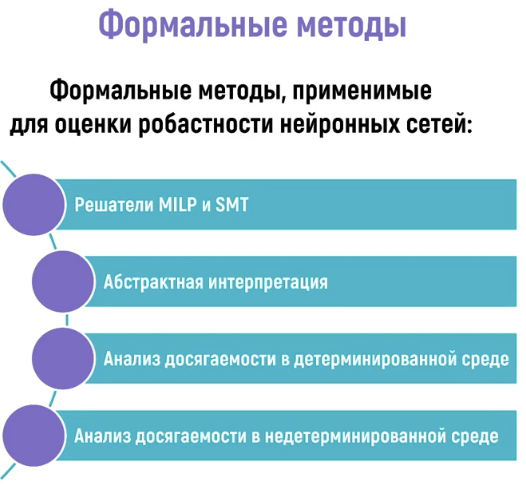 Формальные методы
Формальные методы, применимые
для оценки робастности нейронных сетей:
Решатели MILP и SMT
Абстрактная интерпретация
Анализ досягаемости в детерминированной среде
Анализ досягаемости в недетерминированной среде